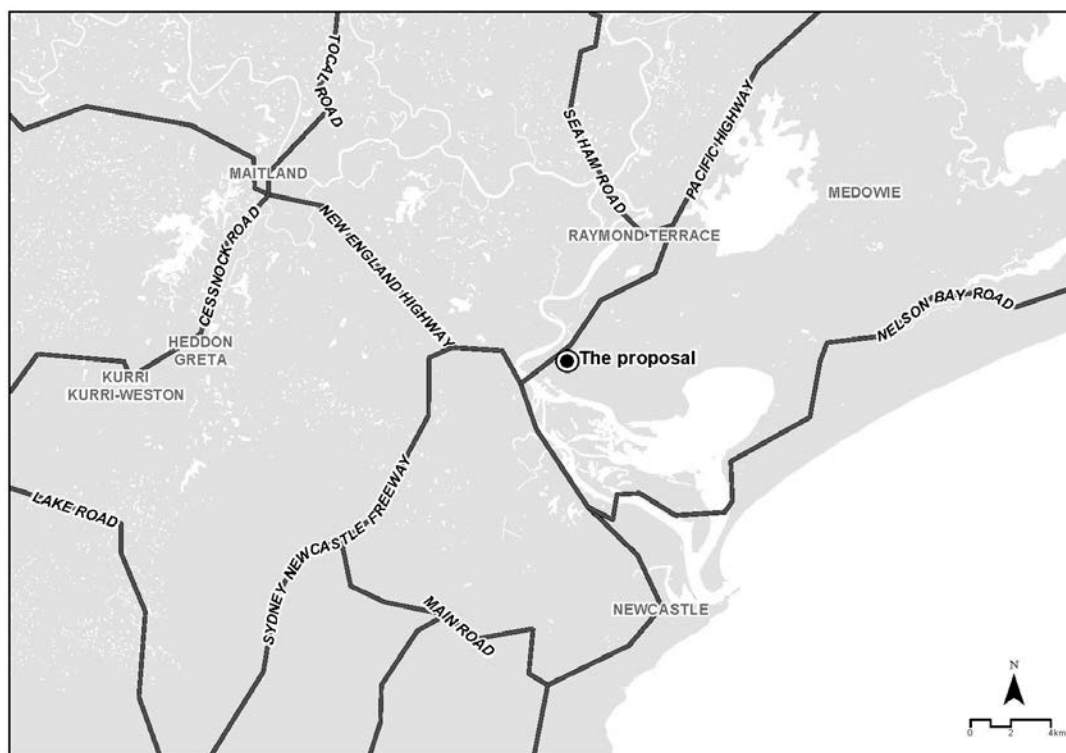 TOCAL ROAD
SEAHAM ROAD
PACIFIC HIGHWAY
MAITLAND
MEDOWIE
NEW ENGLAND HIGHWAY
CESSNOCK ROAD
RAYMOND TERRACE
NELSON BAY ROAD
HEDDON
GRETA
The proposal
KURRI
KURRI-WESTON
LAKE ROAD
SYDNEY NEWCASTLE FREEWAY
MAIN ROAD
NEWCASTLE
N
0 2 4km